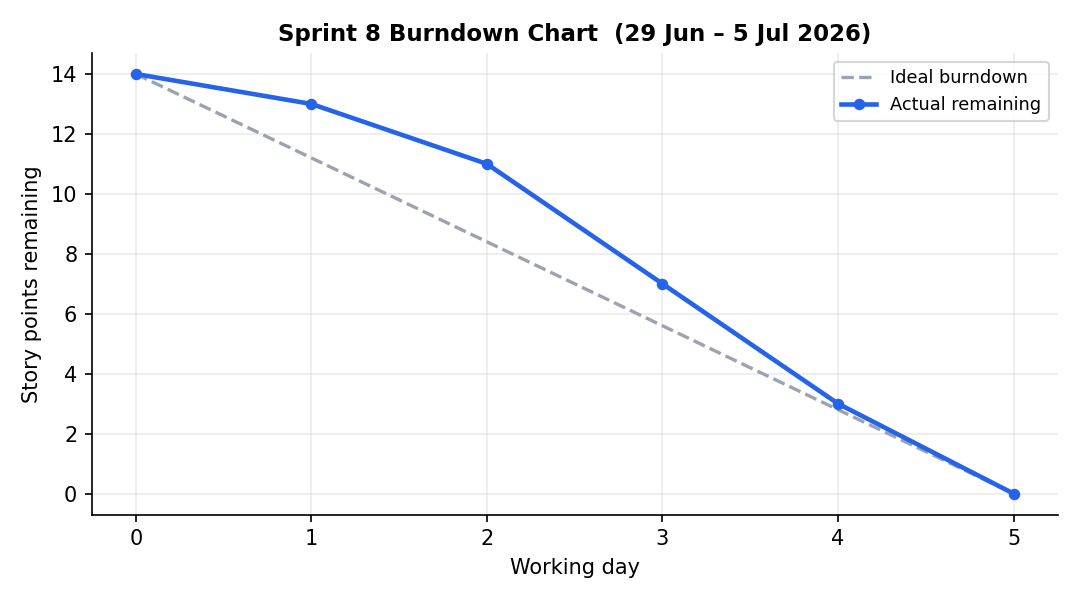 Sprint 8 Burndown Chart  (29 Jun – 5 Jul 2026)
Ideal burndown
Actual remaining
Story points remaining
14
12
10
8
6
4
2
0
0 1 2 3 4 5
Working day